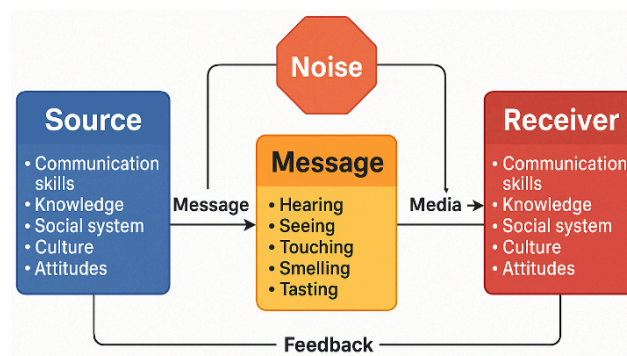 Noise
Source
• Communication
skills
• Knowledge
• Social system
• Culture
• Attitudes
Message
Message
• Hearing
• Seeing
• Touching
• Smelling
• Tasting
Media
Receiver
• Communication
skills
• Knowledge
• Social system
• Culture
• Attitudes
Feedback